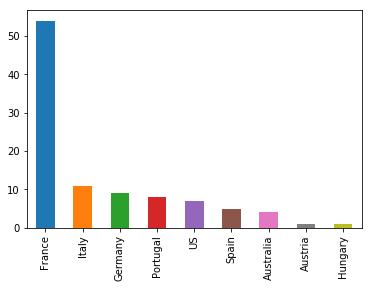 50
40
30
20
10
0
France
Italy
Germany
Portugal
US
Spain
Australia
Austria
Hungary